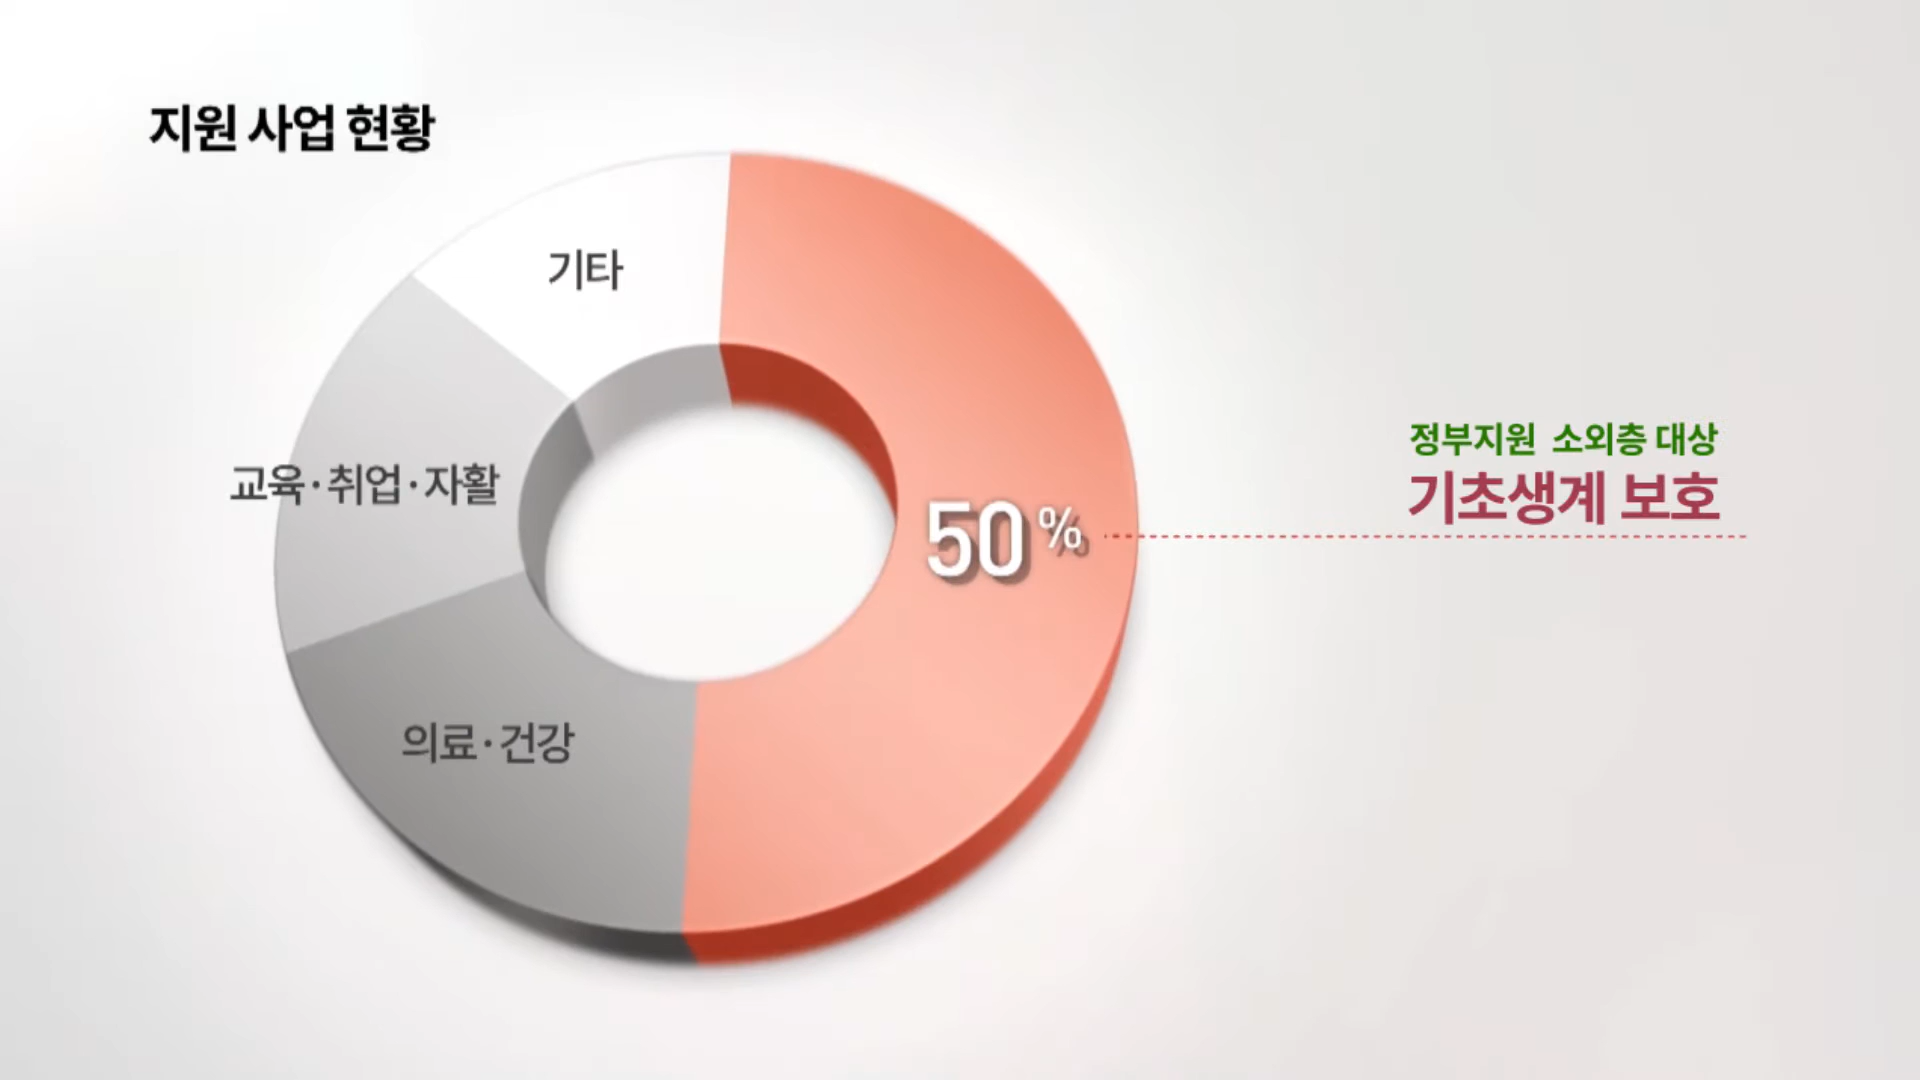 지원 사업 현황
기타
교육·취업·자활
의료·건강
50%
정부지원 소외층 대상
기초생계 보호